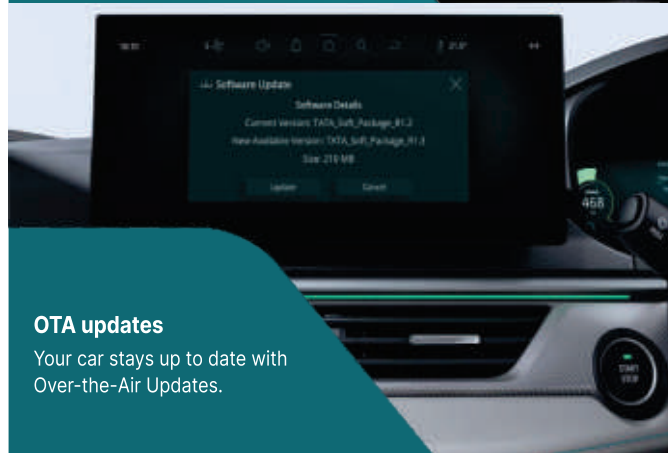 Software Update
Software Details
Current Version: TATA_Soft_Package_R1.2
New Available Version: TATA_Soft_Package_R1.3
Size: 210 MB
Update Cancel
468
START
STOP
OTA updates
Your car stays up to date with
Over-the-Air Updates.